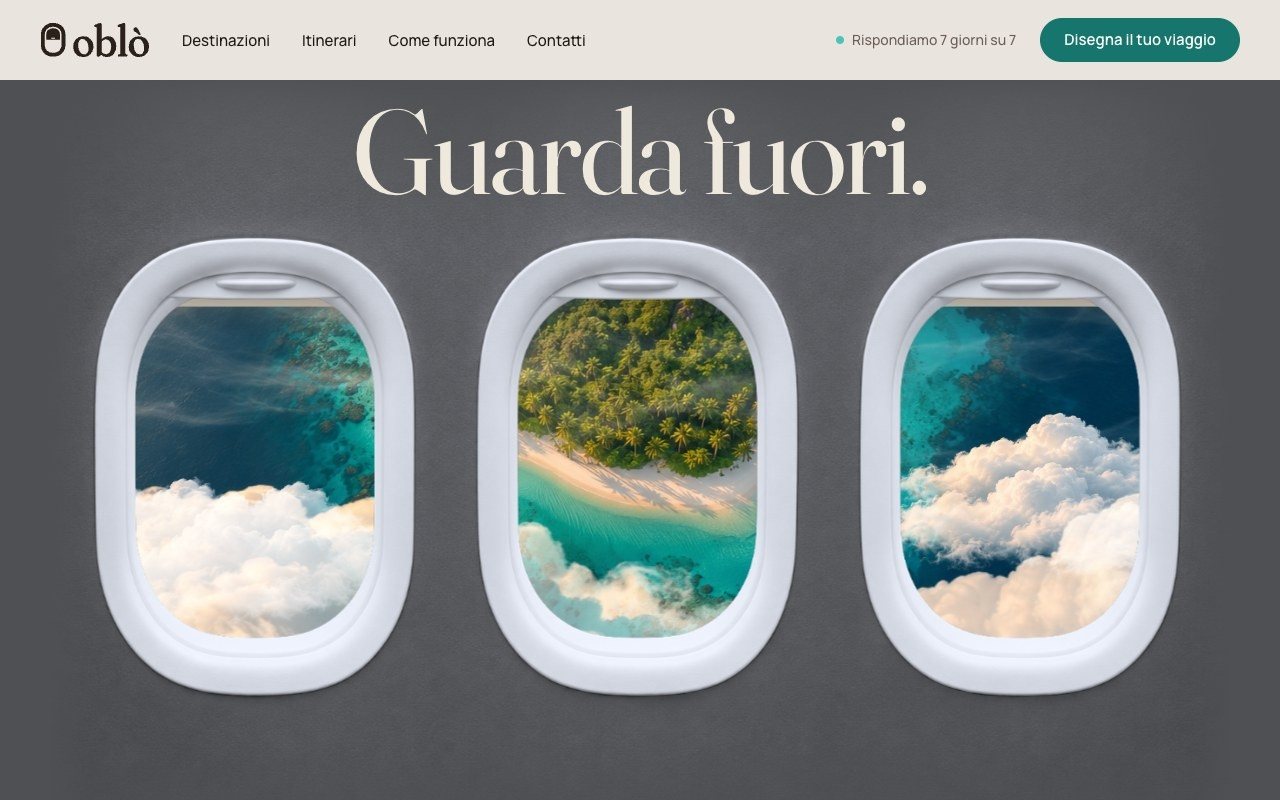 oblò
Destinazioni
Itinerari
Come funziona
Contatti
Rispondiamo 7 giorni su 7
Disegna il tuo viaggio
Guarda fuori.